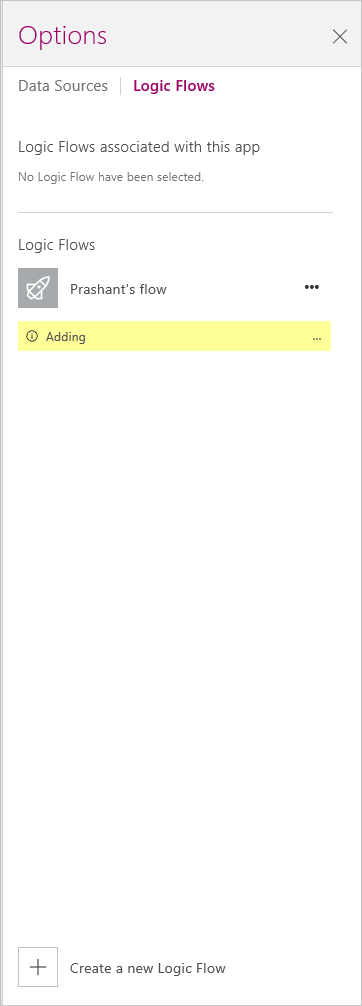 Options
Data Sources | Logic Flows
Logic Flows associated with this app
No Logic Flow have been selected.
Logic Flows
Prashant's flow •••
Adding ...
Create a new Logic Flow